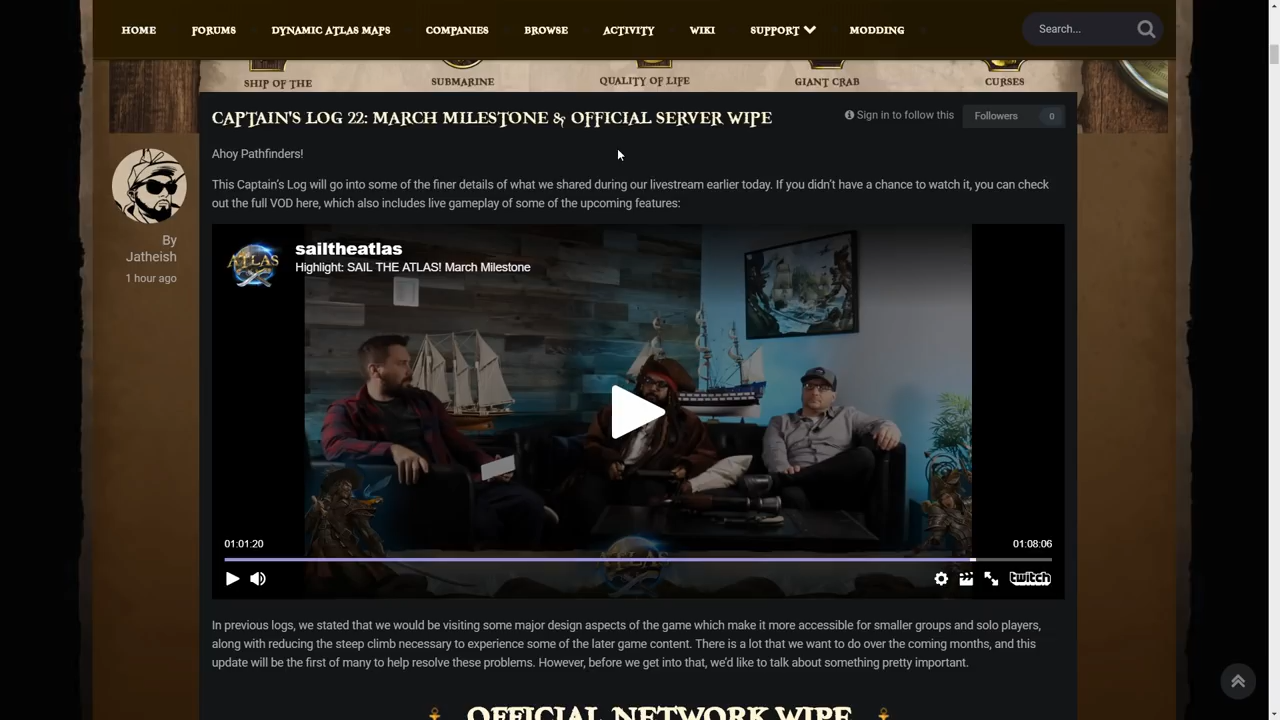 HOME FORUMS DYNAMIC ATLAS MAPS COMPANIES BROWSE ACTIVITY WIKI SUPPORT MODDING Search...
SHIP OF THE SUBMARINE QUALITY OF LIFE GIANT CRAB CURSES
CAPTAIN'S LOG 22: MARCH MILESTONE & OFFICIAL SERVER WIPE
Sign in to follow this Followers 0
Ahoy Pathfinders!
This Captain's Log will go into some of the finer details of what we shared during our livestream earlier today. If you didn't have a chance to watch it, you can check
out the full VOD here, which also includes live gameplay of some of the upcoming features:
By
Jatheish
1 hour ago
ATLAS
sailtheatlas
Highlight: SAIL THE ATLAS! March Milestone
ATLAS
01:01:20 01:08:06
twitch
In previous logs, we stated that we would be visiting some major design aspects of the game which make it more accessible for smaller groups and solo players,
along with reducing the steep climb necessary to experience some of the later game content. There is a lot that we want to do over the coming months, and this
update will be the first of many to help resolve these problems. However, before we get into that, we'd like to talk about something pretty important.
OFFICIAL NETWORK WIPE